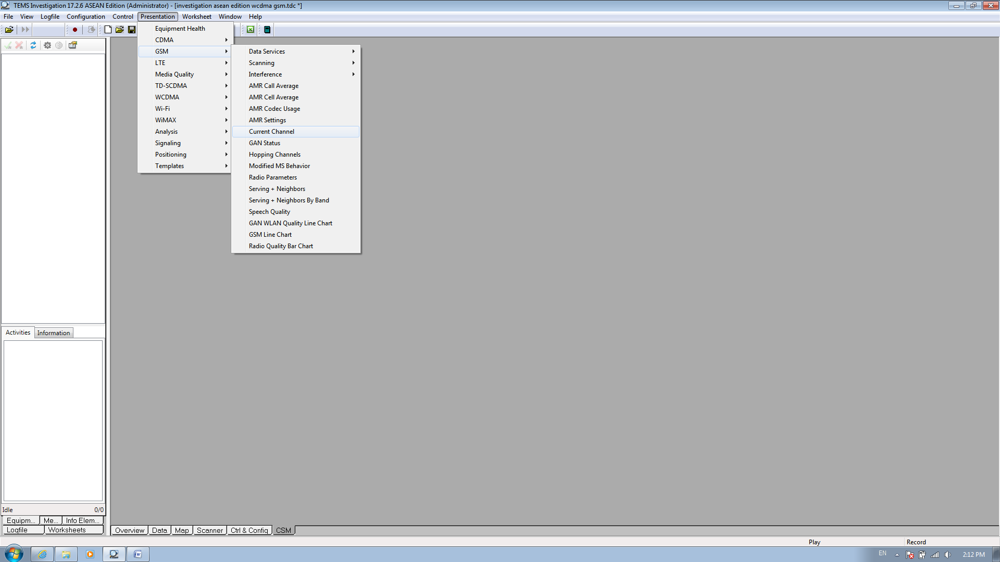 TEMS Investigation 17.2.6 ASEAN Edition (Administrator) - [investigation asean edition wcdma gsm.tdc *]
File View Logfile Configuration Control Presentation Worksheet Window Help
Equipment Health
CDMA
GSM
LTE
Media Quality
TD-SCDMA
WCDMA
Wi-Fi
WiMAX
Analysis
Signaling
Positioning
Templates
Data Services
Scanning
Interference
AMR Call Average
AMR Cell Average
AMR Codec Usage
AMR Settings
Current Channel
GAN Status
Hopping Channels
Modified MS Behavior
Radio Parameters
Serving + Neighbors
Serving + Neighbors By Band
Speech Quality
GAN WLAN Quality Line Chart
GSM Line Chart
Radio Quality Bar Chart
Activities Information
Idle 0/0
Equipm... Me... Info Elem...
Logfile Worksheets
Overview Data Map Scanner Ctrl & Config CSM
Play Record
EN 2:12 PM